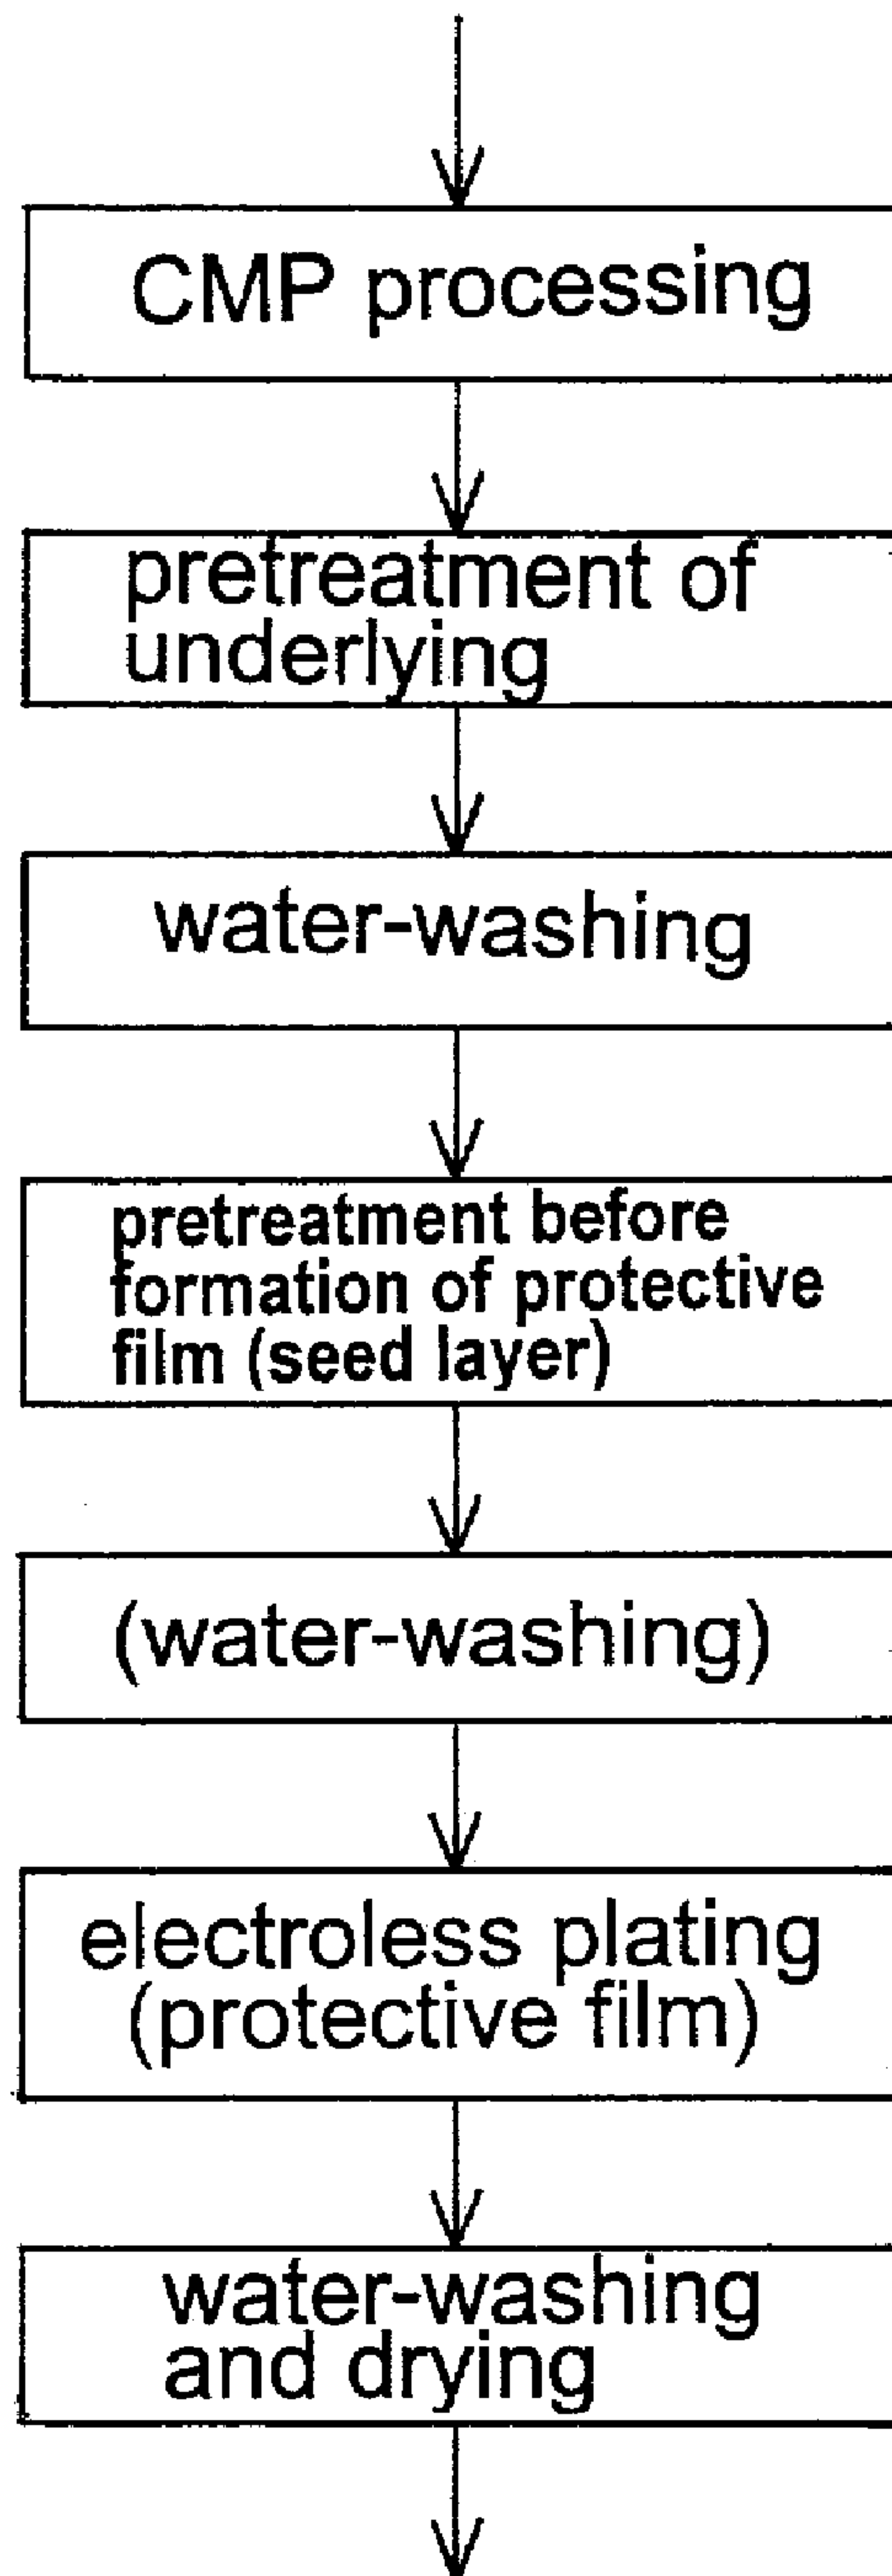 CMP processing
pretreatment of
underlying
water-washing
pretreatment before
formation of protective
film (seed layer)
(water-washing)
electroless plating
(protective film)
water-washing
and drying